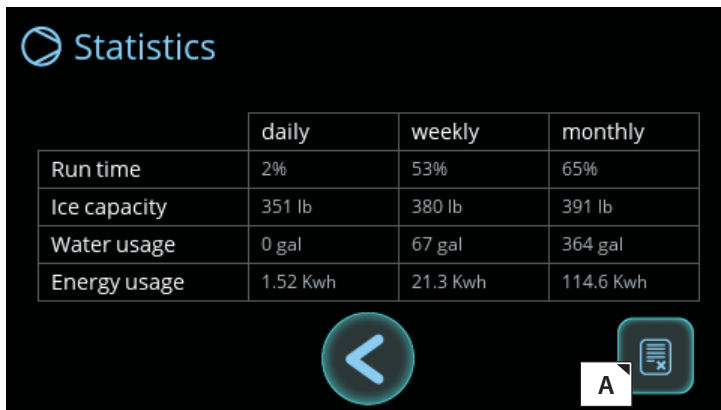 Statistics
daily weekly monthly
Run time 2% 53% 65%
Ice capacity 351 lb 380 lb 391 lb
Water usage 0 gal 67 gal 364 gal
Energy usage 1.52 Kwh 21.3 Kwh 114.6 Kwh
A